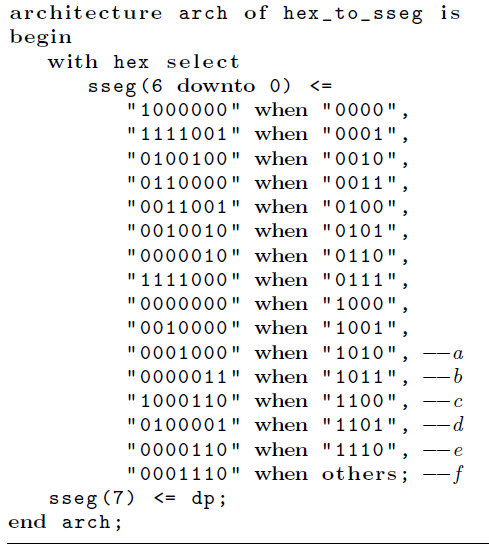 architecture arch of hex_to_sseg is
begin
with hex select
sseg(6 downto 0) <=
"1000000" when "0000",
"1111001" when "0001",
"0100100" when "0010",
"0110000" when "0011",
"0011001" when "0100",
"0010010" when "0101",
"0000010" when "0110",
"1111000" when "0111",
"0000000" when "1000",
"0010000" when "1001",
"0001000" when "1010", --a
"0000011" when "1011", --b
"1000110" when "1100", --c
"0100001" when "1101", --d
"0000110" when "1110", --e
"0001110" when others; --f
sseg(7) <= dp;
end arch;